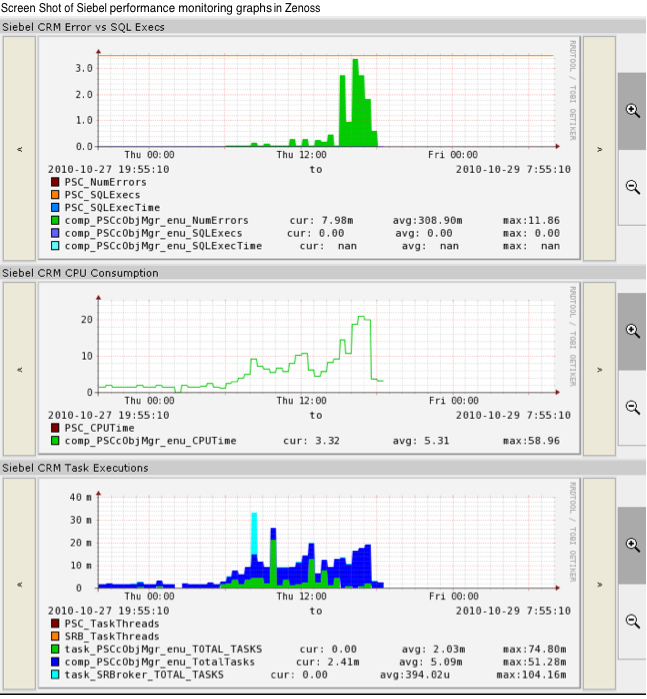 Screen Shot of Siebel performance monitoring graphs in Zenoss
Siebel CRM Error vs SQL Execs
3.0
2.0
1.0
0.0
Thu 00:00 Thu 12:00 Fri 00:00
2010-10-27 19:55:10 to 2010-10-29 7:55:10
PSC_NumErrors
PSC_SQLExecs
PSC_SQLExecTime
comp_PSCcObjMgr_enu_NumErrors cur: 7.98m avg:308.90m max:11.86
comp_PSCcObjMgr_enu_SQLExecs cur: 0.00 avg: 0.00 max: 0.00
comp_PSCcObjMgr_enu_SQLExecTime cur: nan avg: nan max: nan
RRDTOOL / TOBI OETIKER
< >
Siebel CRM CPU Consumption
20
10
0
Thu 00:00 Thu 12:00 Fri 00:00
2010-10-27 19:55:10 to 2010-10-29 7:55:10
PSC_CPUTime
comp_PSCcObjMgr_enu_CPUTime cur: 3.32 avg: 5.31 max:58.96
RRDTOOL / TOBI OETIKER
< >
Siebel CRM Task Executions
40 m
30 m
20 m
10 m
0
Thu 00:00 Thu 12:00 Fri 00:00
2010-10-27 19:55:10 to 2010-10-29 7:55:10
PSC_TaskThreads
SRB_TaskThreads
task_PSCcObjMgr_enu_TOTAL_TASKS cur: 0.00 avg: 2.03m max:74.80m
comp_PSCcObjMgr_enu_TotalTasks cur: 2.41m avg: 5.09m max:51.28m
task_SRBroker_TOTAL_TASKS cur: 0.00 avg:394.02u max:104.16m
RRDTOOL / TOBI OETIKER
< >